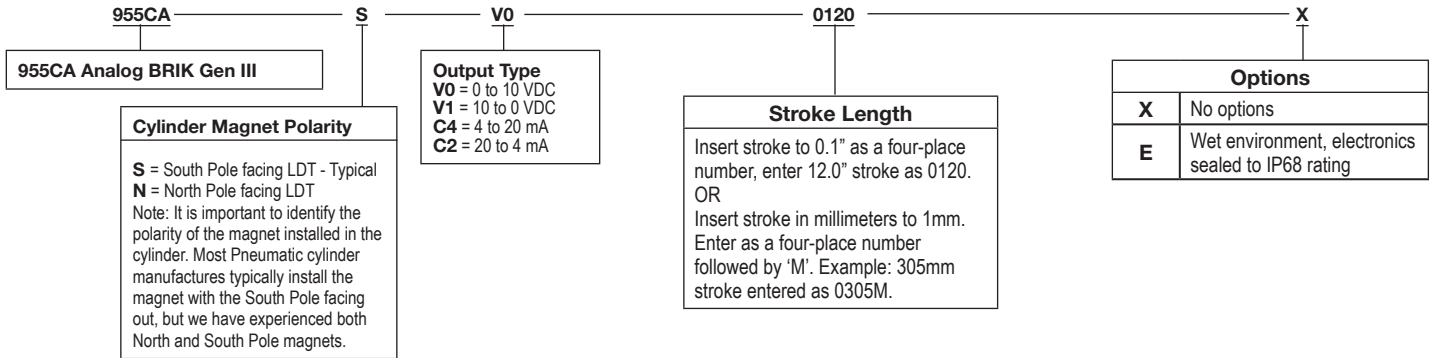 955CA S V0 0120 X
955CA Analog BRIK Gen III
Cylinder Magnet Polarity
S = South Pole facing LDT - Typical
N = North Pole facing LDT
Note: It is important to identify the
polarity of the magnet installed in the
cylinder. Most Pneumatic cylinder
manufactures typically install the
magnet with the South Pole facing
out, but we have experienced both
North and South Pole magnets.
Output Type
V0 = 0 to 10 VDC
V1 = 10 to 0 VDC
C4 = 4 to 20 mA
C2 = 20 to 4 mA
Stroke Length
Insert stroke to 0.1” as a four-place
number, enter 12.0” stroke as 0120.
OR
Insert stroke in millimeters to 1mm.
Enter as a four-place number
followed by ‘M’. Example: 305mm
stroke entered as 0305M.
Options
X No options
E Wet environment, electronics
sealed to IP68 rating